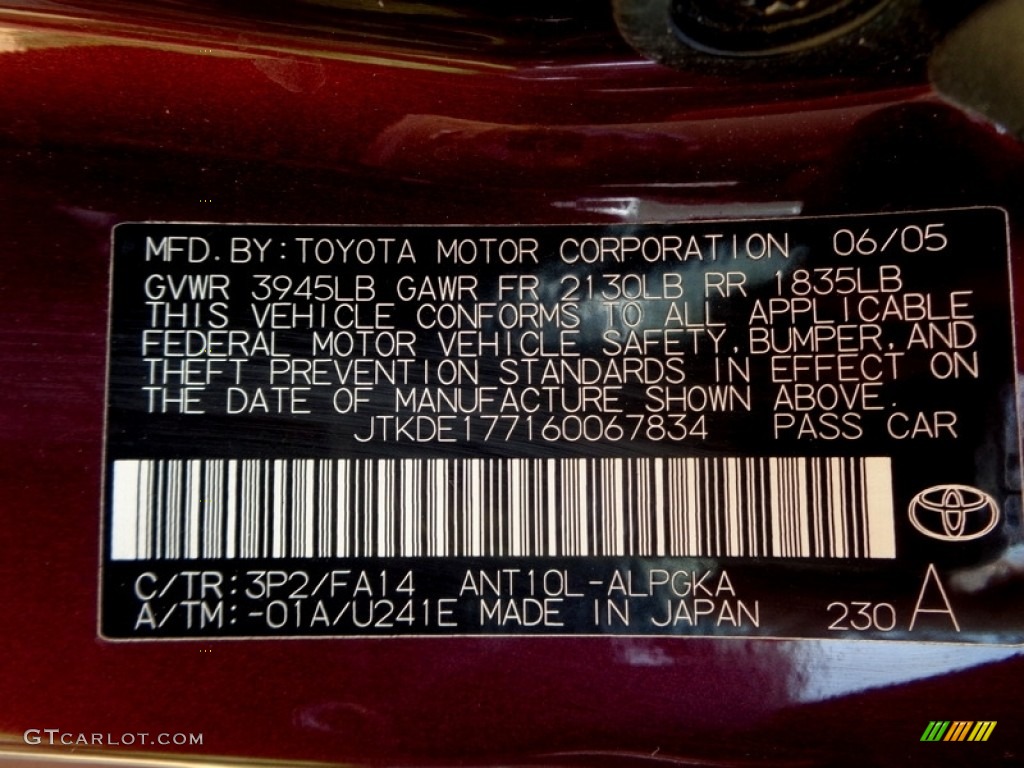 MFD. BY: TOYOTA MOTOR CORPORATION 06/05
GVWR 3945LB GAWR FR 2130LB RR 1835LB
THIS VEHICLE CONFORMS TO ALL APPLICABLE
FEDERAL MOTOR VEHICLE SAFETY, BUMPER, AND
THEFT PREVENTION STANDARDS IN EFFECT ON
THE DATE OF MANUFACTURE SHOWN ABOVE.
JTKDE177160067834 PASS CAR
C/TR: 3P2/FA14 ANT10L-ALPGKA
A/TM: -01A/U241E MADE IN JAPAN 230 A
GTCARLOT.COM